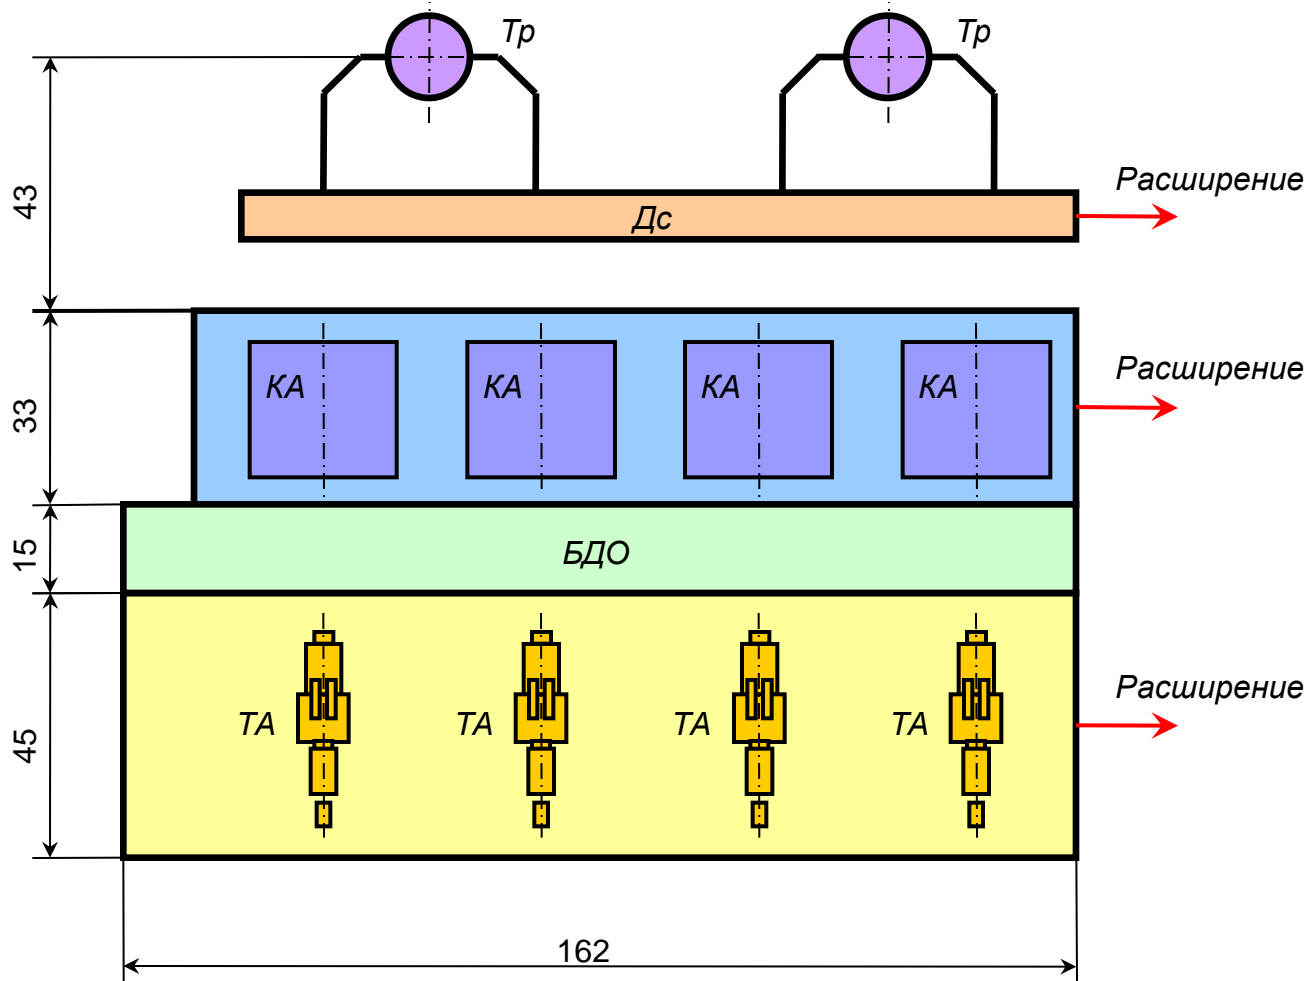 Тр Тр
43
Расширение
Дс
Расширение
КА КА КА КА
33
15
БДО
Расширение
ТА ТА ТА ТА
45
162